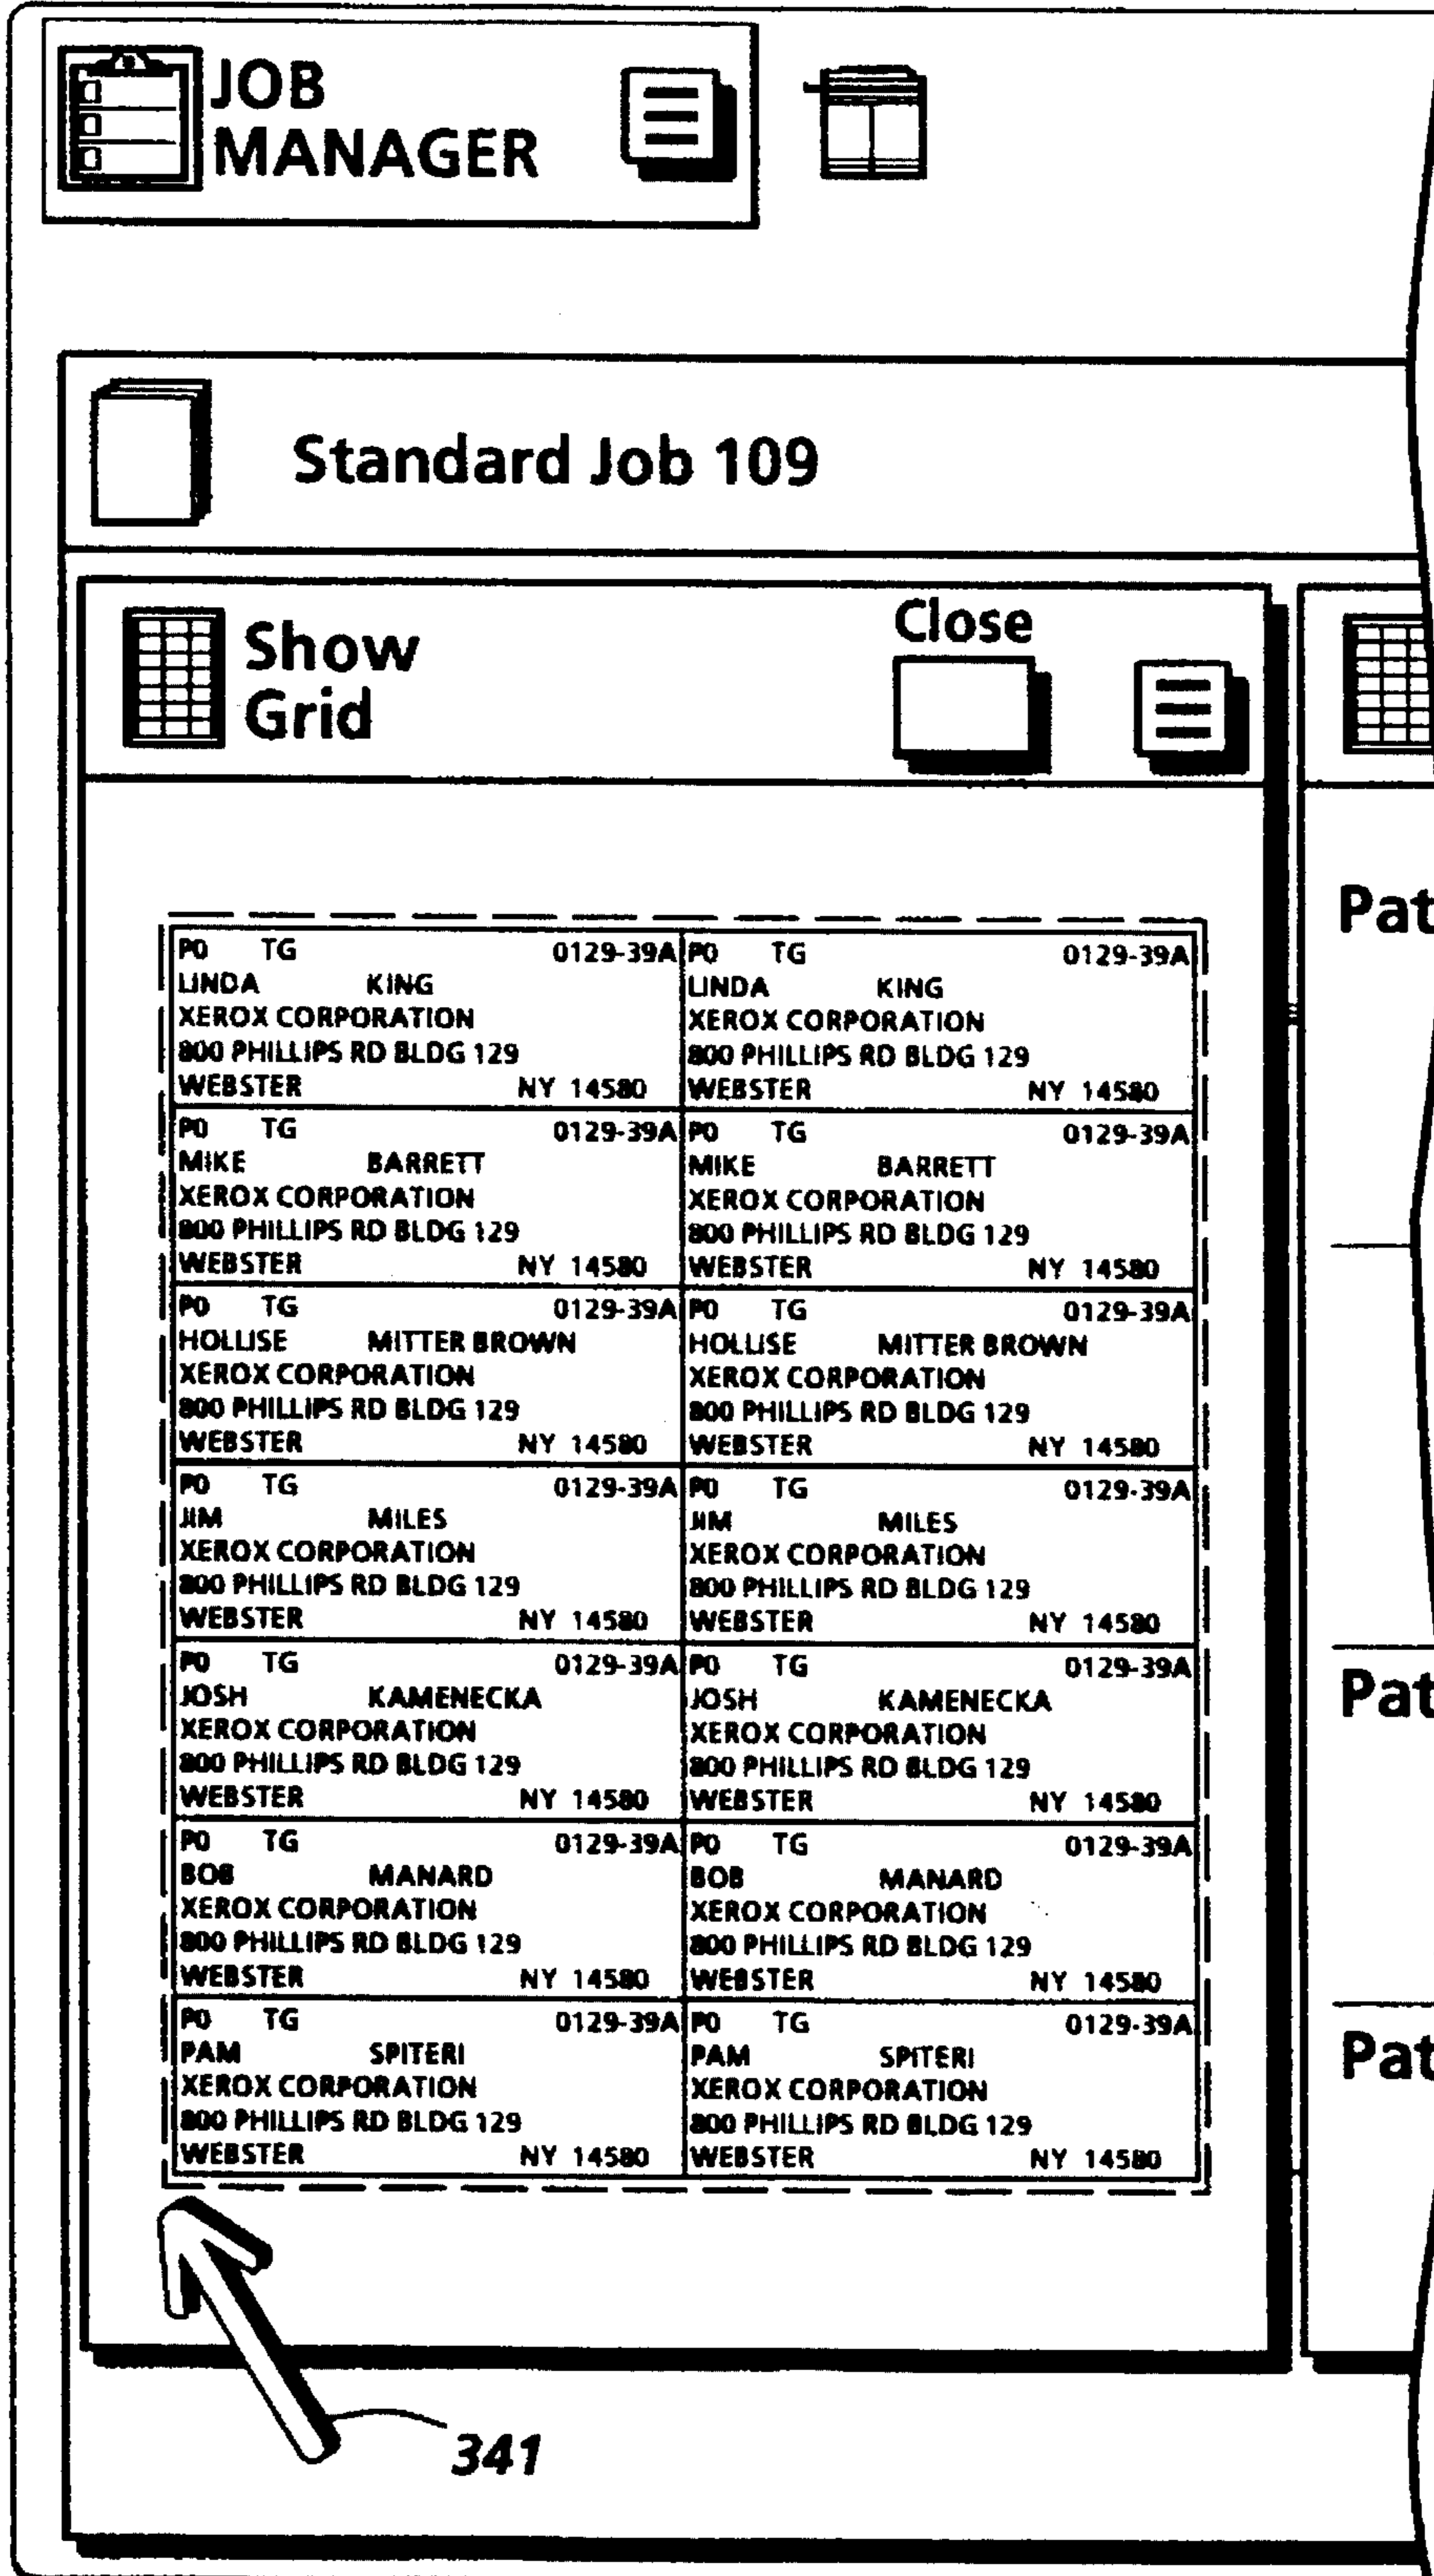 JOB
MANAGER
Standard Job 109
Show
Grid
Close
PO TG 0129-39A PO TG 0129-39A
LINDA KING LINDA KING
XEROX CORPORATION XEROX CORPORATION
800 PHILLIPS RD BLDG 129 800 PHILLIPS RD BLDG 129
WEBSTER NY 14580 WEBSTER NY 14580
PO TG 0129-39A PO TG 0129-39A
MIKE BARRETT MIKE BARRETT
XEROX CORPORATION XEROX CORPORATION
800 PHILLIPS RD BLDG 129 800 PHILLIPS RD BLDG 129
WEBSTER NY 14580 WEBSTER NY 14580
PO TG 0129-39A PO TG 0129-39A
HOLLISE MITTER BROWN HOLLISE MITTER BROWN
XEROX CORPORATION XEROX CORPORATION
800 PHILLIPS RD BLDG 129 800 PHILLIPS RD BLDG 129
WEBSTER NY 14580 WEBSTER NY 14580
PO TG 0129-39A PO TG 0129-39A
JIM MILES JIM MILES
XEROX CORPORATION XEROX CORPORATION
800 PHILLIPS RD BLDG 129 800 PHILLIPS RD BLDG 129
WEBSTER NY 14580 WEBSTER NY 14580
PO TG 0129-39A PO TG 0129-39A
JOSH KAMENECKA JOSH KAMENECKA
XEROX CORPORATION XEROX CORPORATION
800 PHILLIPS RD BLDG 129 800 PHILLIPS RD BLDG 129
WEBSTER NY 14580 WEBSTER NY 14580
PO TG 0129-39A PO TG 0129-39A
BOB MANARD BOB MANARD
XEROX CORPORATION XEROX CORPORATION
800 PHILLIPS RD BLDG 129 800 PHILLIPS RD BLDG 129
WEBSTER NY 14580 WEBSTER NY 14580
PO TG 0129-39A PO TG 0129-39A
PAM SPITERI PAM SPITERI
XEROX CORPORATION XEROX CORPORATION
800 PHILLIPS RD BLDG 129 800 PHILLIPS RD BLDG 129
WEBSTER NY 14580 WEBSTER NY 14580
Pat
Pat
Pat
341